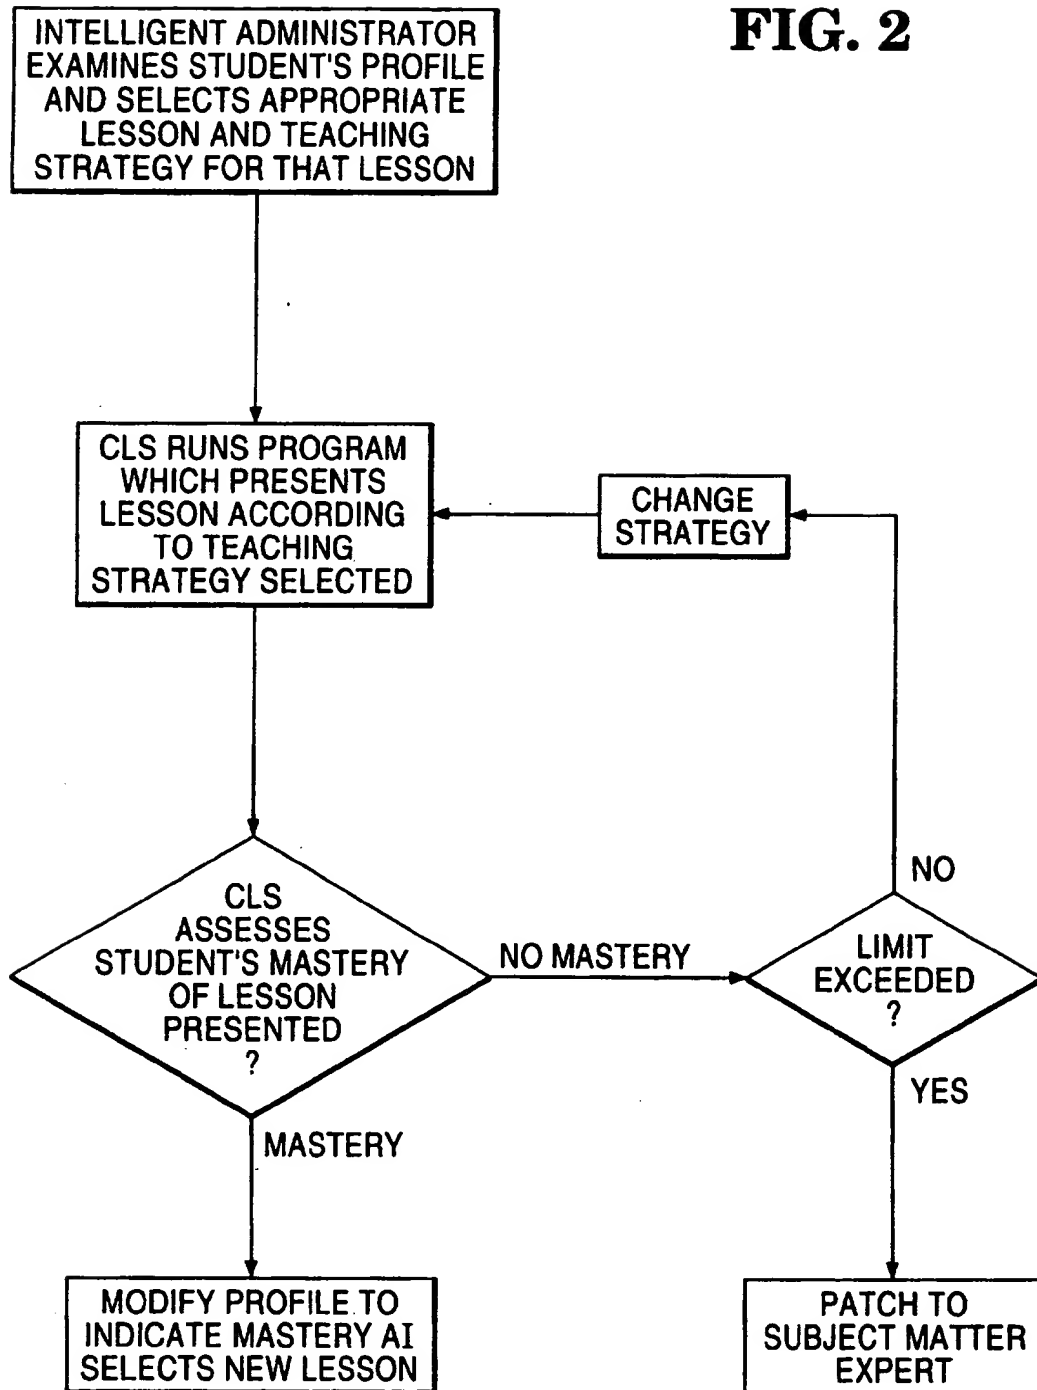 FIG. 2
INTELLIGENT ADMINISTRATOR
EXAMINES STUDENT'S PROFILE
AND SELECTS APPROPRIATE
LESSON AND TEACHING
STRATEGY FOR THAT LESSON
CLS RUNS PROGRAM
WHICH PRESENTS
LESSON ACCORDING
TO TEACHING
STRATEGY SELECTED
CHANGE
STRATEGY
CLS
ASSESSES
STUDENT'S MASTERY
OF LESSON
PRESENTED
?
NO MASTERY
LIMIT
EXCEEDED
?
NO
YES
MASTERY
MODIFY PROFILE TO
INDICATE MASTERY AI
SELECTS NEW LESSON
PATCH TO
SUBJECT MATTER
EXPERT